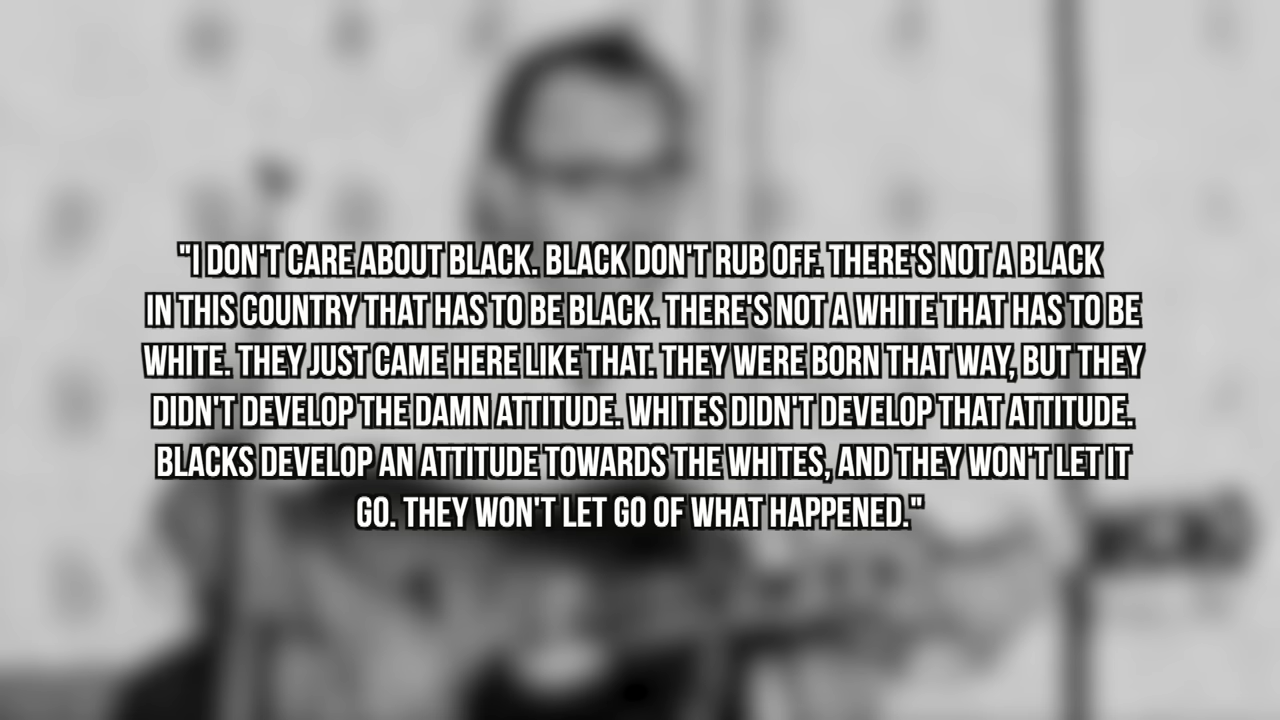 "I DON'T CARE ABOUT BLACK. BLACK DON'T RUB OFF. THERE'S NOT A BLACK
IN THIS COUNTRY THAT HAS TO BE BLACK. THERE'S NOT A WHITE THAT HAS TO BE
WHITE. THEY JUST CAME HERE LIKE THAT. THEY WERE BORN THAT WAY, BUT THEY
DIDN'T DEVELOP THE DAMN ATTITUDE. WHITES DIDN'T DEVELOP THAT ATTITUDE.
BLACKS DEVELOP AN ATTITUDE TOWARDS THE WHITES, AND THEY WON'T LET IT
GO. THEY WON'T LET GO OF WHAT HAPPENED."